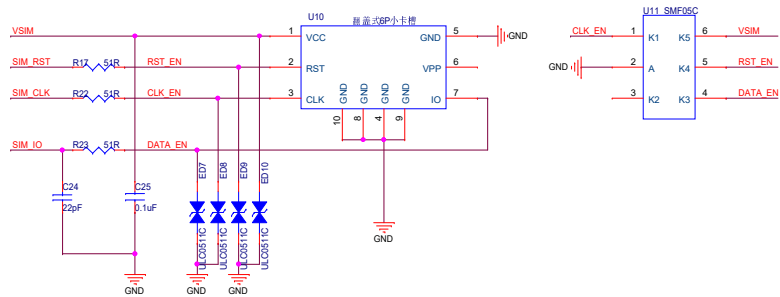 U10
翻盖式6P小卡槽
U11 SMF05C
VSIM
1
VCC
GND
5
GND
CLK_EN
1
K1
K5
6
VSIM
SIM_RST
R17
51R
RST_EN
2
RST
VPP
6
GND
2
A
K4
5
RST_EN
SIM_CLK
R22
51R
CLK_EN
3
CLK
GND
GND
GND
GND
IO
7
3
K2
K3
4
DATA_EN
10
8
4
9
SIM_IO
R23
51R
DATA_EN
ED7
ED8
ED9
ED10
C24
22pF
C25
0.1uF
ULC0511C
ULC0511C
ULC0511C
ULC0511C
GND
GND
GND
GND